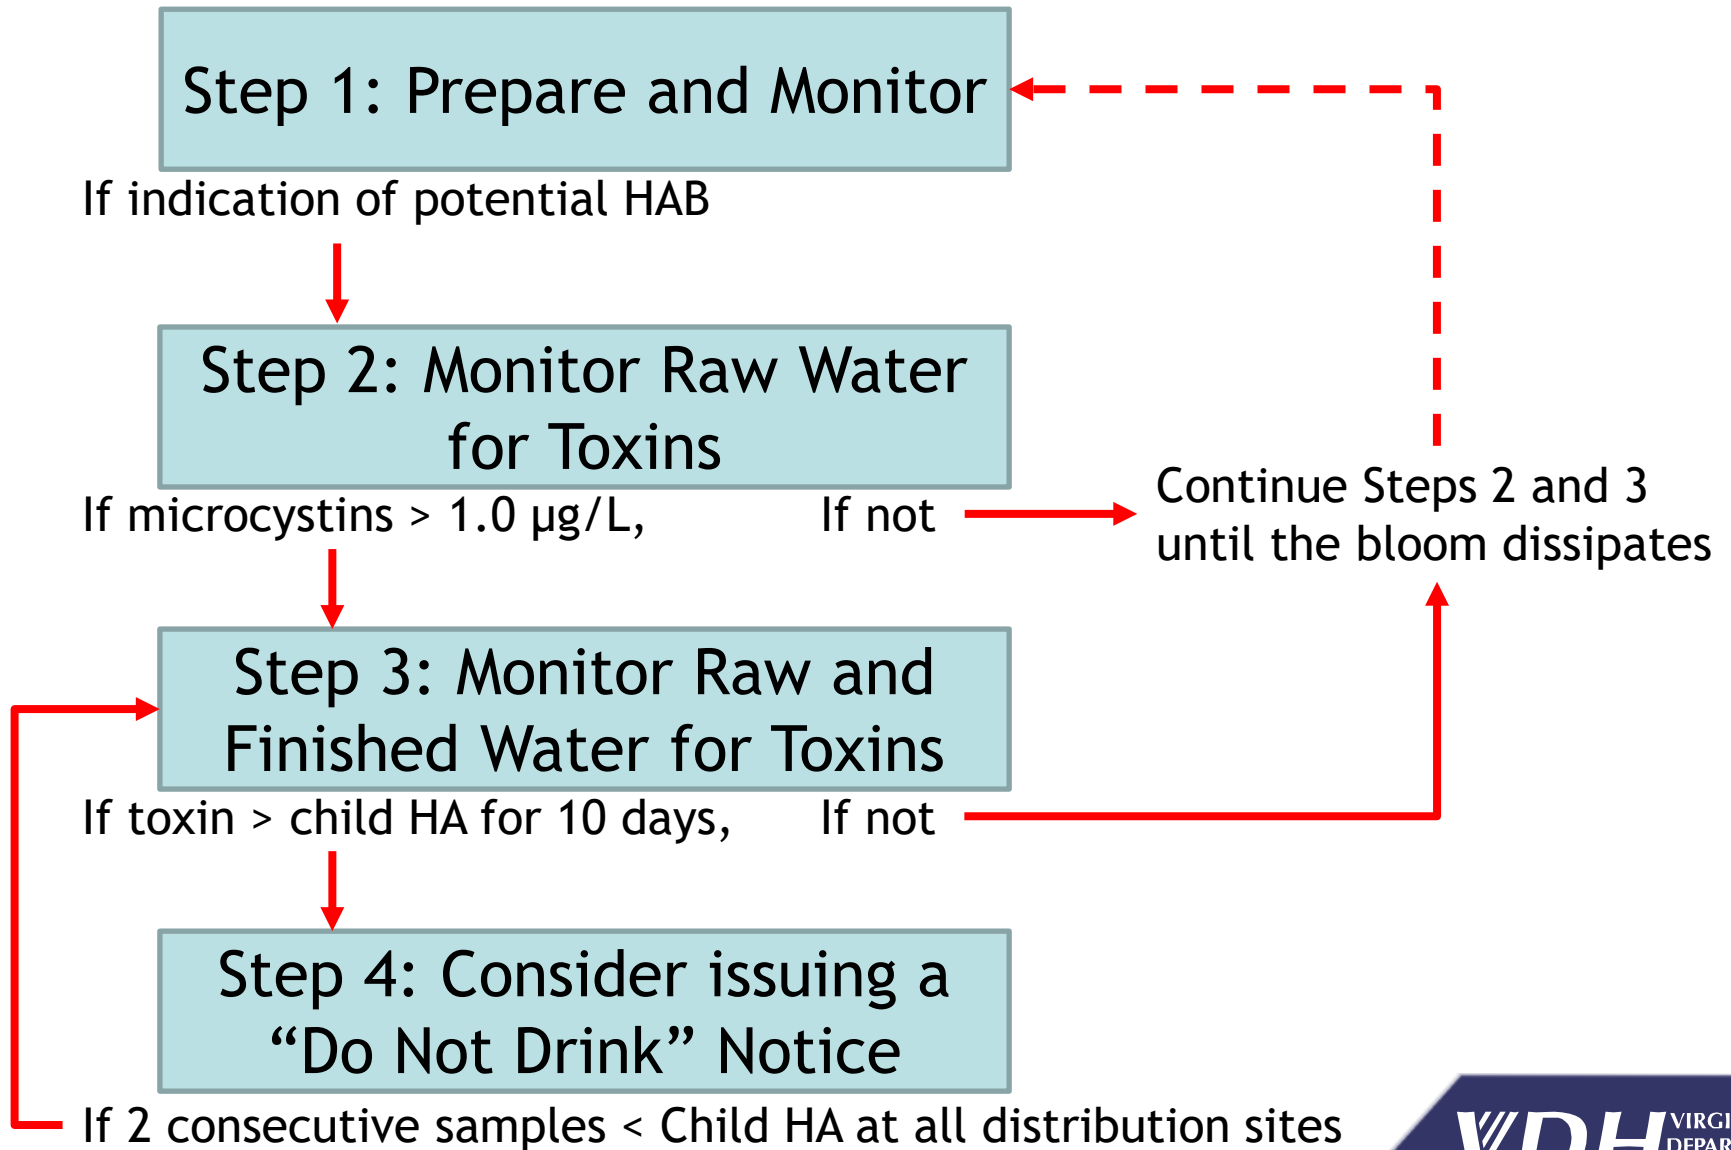 Step 1: Prepare and Monitor
If indication of potential HAB
Step 2: Monitor Raw Water
for Toxins
If microcystins > 1.0 µg/L,
If not
Continue Steps 2 and 3
until the bloom dissipates
Step 3: Monitor Raw and
Finished Water for Toxins
If toxin > child HA for 10 days,
If not
Step 4: Consider issuing a
“Do Not Drink” Notice
If 2 consecutive samples < Child HA at all distribution sites
VDH